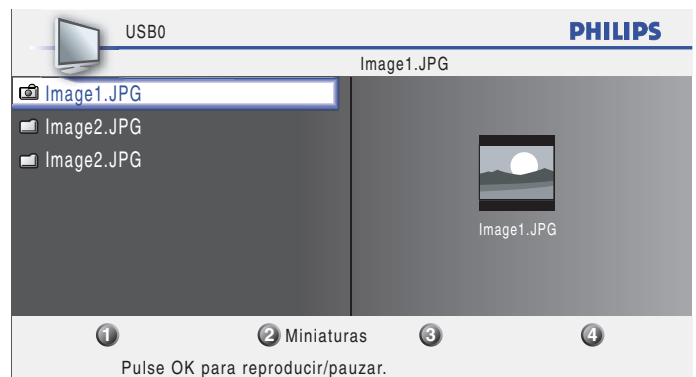 USB0
PHILIPS
Image1.JPG
Image1.JPG
Image2.JPG
Image2.JPG
Image1.JPG
1 2 Miniaturas 3 4
Pulse OK para reproducir/pauzar.